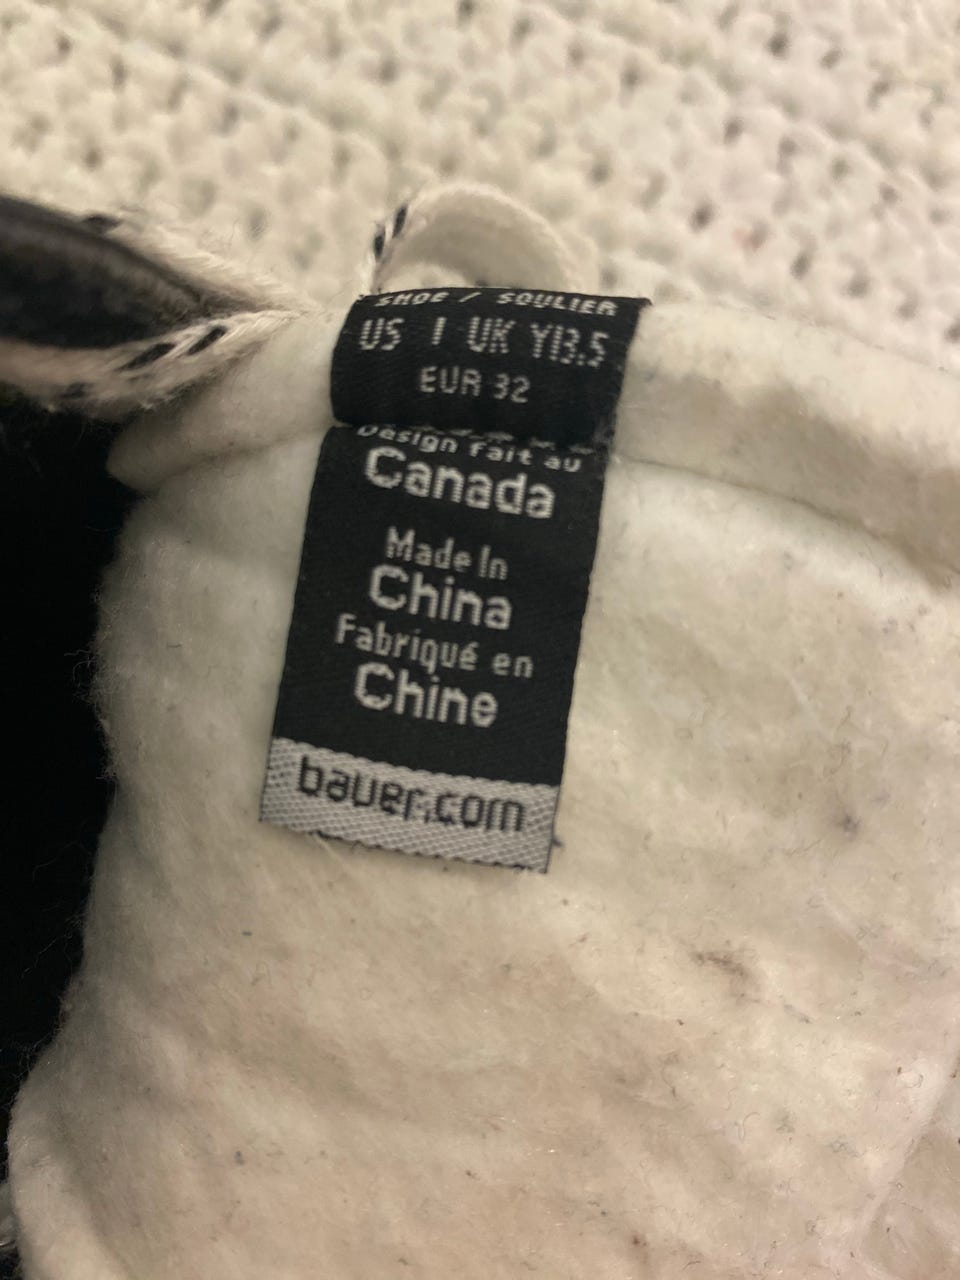 SHOE / SOULIER
US 1 UK Y13.5
EUR 32
Design Fait au
Canada
Made In
China
Fabriqué en
Chine
bauer.com